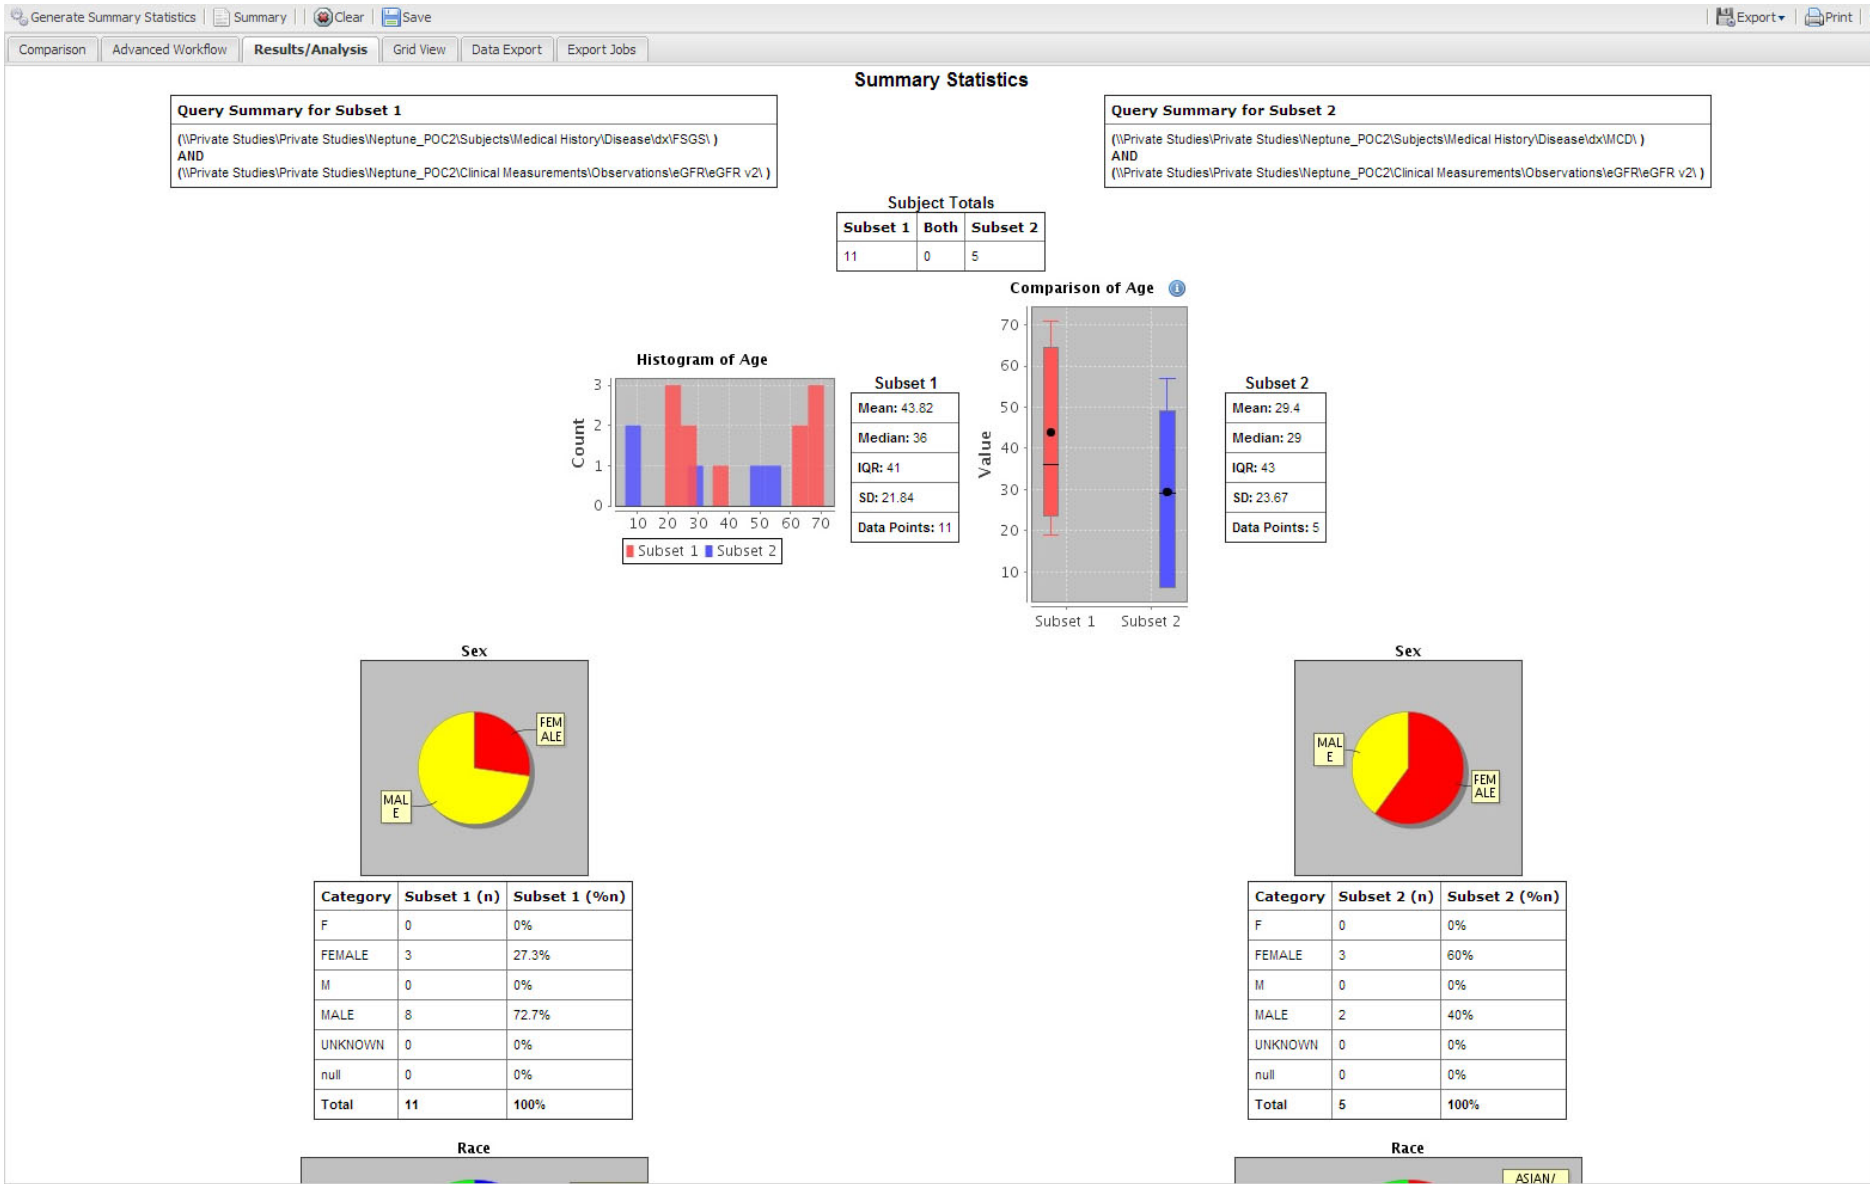 Generate Summary Statistics Summary Clear Save Export Print
Comparison Advanced Workflow Results/Analysis Grid View Data Export Export Jobs
Summary Statistics
Query Summary for Subset 1
(\\Private Studies\Private Studies\Neptune_POC2\Subjects\Medical History\Disease\dx\FSGS\ )
AND
(\\Private Studies\Private Studies\Neptune_POC2\Clinical Measurements\Observations\eGFR\eGFR v2\ )
Query Summary for Subset 2
(\\Private Studies\Private Studies\Neptune_POC2\Subjects\Medical History\Disease\dx\MCD\ )
AND
(\\Private Studies\Private Studies\Neptune_POC2\Clinical Measurements\Observations\eGFR\eGFR v2\ )
Subject Totals
Subset 1 Both Subset 2
11 0 5
Histogram of Age
Count
3
2
1
0
10 20 30 40 50 60 70
Subset 1 Subset 2
Subset 1
Mean: 43.82
Median: 36
IQR: 41
SD: 21.84
Data Points: 11
Comparison of Age
Value
70
60
50
40
30
20
10
Subset 1 Subset 2
Subset 2
Mean: 29.4
Median: 29
IQR: 43
SD: 23.67
Data Points: 5
Sex
FEM
ALE
MAL
E
Category Subset 1 (n) Subset 1 (%n)
F 0 0%
FEMALE 3 27.3%
M 0 0%
MALE 8 72.7%
UNKNOWN 0 0%
null 0 0%
Total 11 100%
Race
Sex
MAL
E
FEM
ALE
Category Subset 2 (n) Subset 2 (%n)
F 0 0%
FEMALE 3 60%
M 0 0%
MALE 2 40%
UNKNOWN 0 0%
null 0 0%
Total 5 100%
Race
ASIAN/